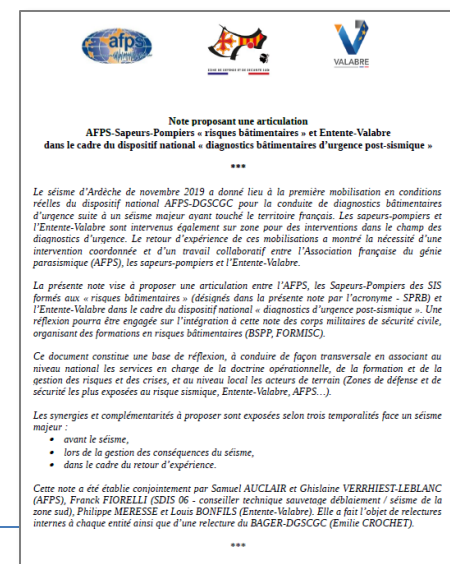 afps
VALABRE
Note proposant une articulation
AFPS-Sapeurs-Pompiers « risques bâtimentaires » et Entente-Valabre
dans le cadre du dispositif national « diagnostics bâtimentaires d'urgence post-sismique »
***
Le séisme d'Ardèche de novembre 2019 a donné lieu à la première mobilisation en conditions
réelles du dispositif national AFPS-DGSCGC pour la conduite de diagnostics bâtimentaires
d'urgence suite à un séisme majeur ayant touché le territoire français. Les sapeurs-pompiers et
l'Entente-Valabre sont intervenus également sur zone pour des interventions dans le champ des
diagnostics d'urgence. Le retour d'expérience de ces mobilisations a montré la nécessité d'une
intervention coordonnée et d'un travail collaboratif entre l'Association française du génie
parasismique (AFPS), les sapeurs-pompiers et l'Entente-Valabre.
La présente note vise à proposer une articulation entre l'AFPS, les Sapeurs-Pompiers des SIS
formés aux « risques bâtimentaires » (désignés dans la présente note par l'acronyme - SPRB) et
l'Entente-Valabre dans le cadre du dispositif national « diagnostics d'urgence post-sismique ». Une
réflexion pourra être engagée sur l'intégration à cette note des corps militaires de sécurité civile,
organisant des formations en risques bâtimentaires (BSPP, FORMISC).
Ce document constitue une base de réflexion, à conduire de façon transversale en associant au
niveau national les services en charge de la doctrine opérationnelle, de la formation et de la
gestion des risques et des crises, et au niveau local les acteurs de terrain (Zones de défense et de
sécurité les plus exposées au risque sismique, Entente-Valabre, AFPS…).
Les synergies et complémentarités à proposer sont exposées selon trois temporalités face un séisme
majeur :
• avant le séisme,
• lors de la gestion des conséquences du séisme,
• dans le cadre du retour d'expérience.
Cette note a été établie conjointement par Samuel AUCLAIR et Ghislaine VERRHIEST-LEBLANC
(AFPS), Franck FIORELLI (SDIS 06 - conseiller technique sauvetage déblaiement / séisme de la
zone sud), Philippe MERESSE et Louis BONFILS (Entente-Valabre). Elle a fait l'objet de relectures
internes à chaque entité ainsi que d'une relecture du BAGER-DGSCGC (Emilie CROCHET).
***